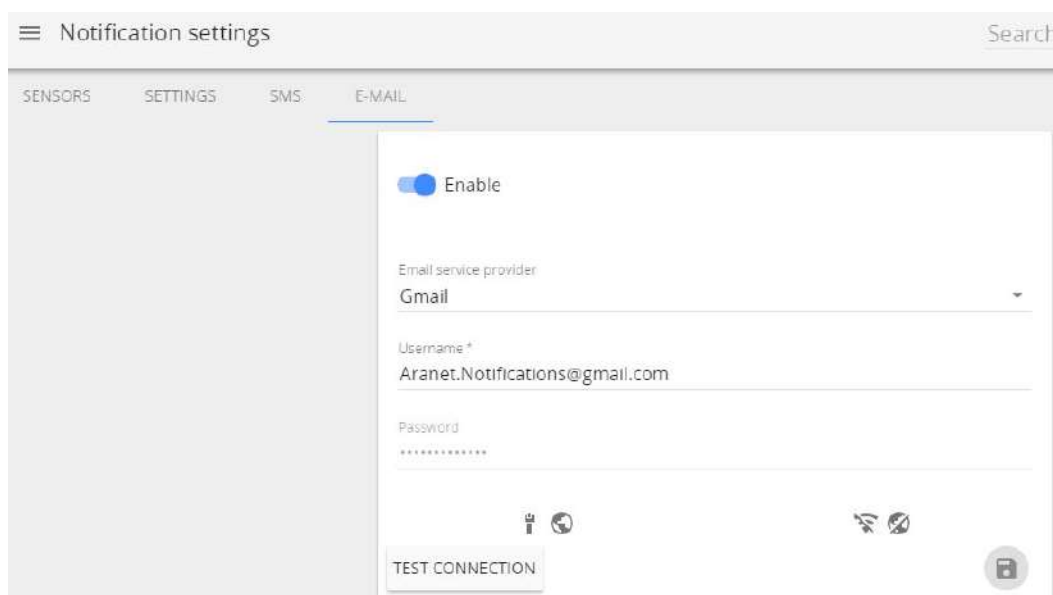 Notification settings
Search
SENSORS SETTINGS SMS E-MAIL
Enable
Email service provider
Gmail
Username *
Aranet.Notifications@gmail.com
Password
•••••••••••••
TEST CONNECTION